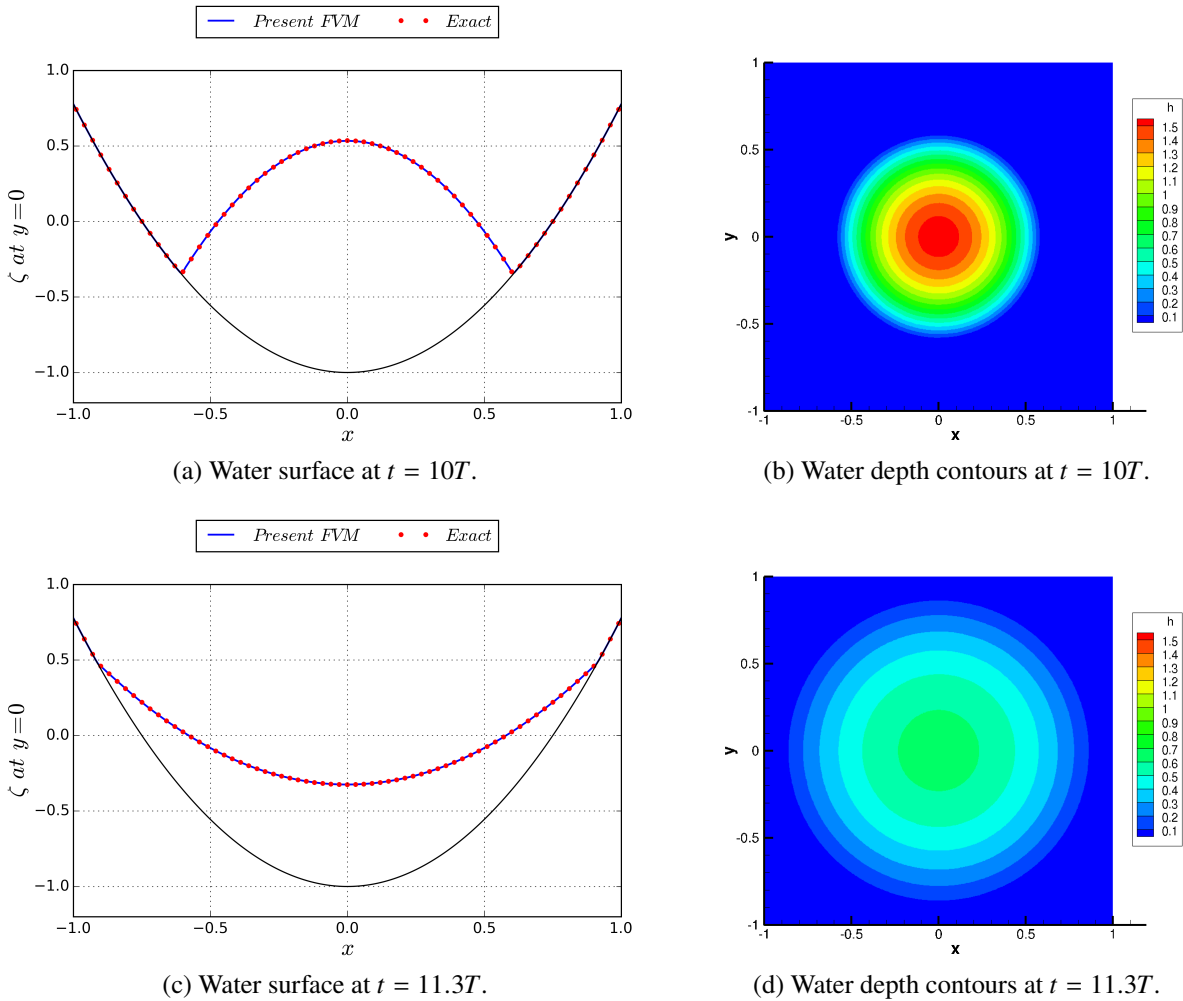 Present FVM Exact
1.0
0.5
0.0
−0.5
−1.0
ζ at y=0
−1.0 −0.5 0.0 0.5 1.0
x
(a) Water surface at t = 10T.
1
0.5
0
-0.5
-1
y
-1 -0.5 0 0.5 1
x
h
1.5
1.4
1.3
1.2
1.1
1
0.9
0.8
0.7
0.6
0.5
0.4
0.3
0.2
0.1
(b) Water depth contours at t = 10T.
Present FVM Exact
1.0
0.5
0.0
−0.5
−1.0
ζ at y=0
−1.0 −0.5 0.0 0.5 1.0
x
(c) Water surface at t = 11.3T.
1
0.5
0
-0.5
-1
y
-1 -0.5 0 0.5 1
x
h
1.5
1.4
1.3
1.2
1.1
1
0.9
0.8
0.7
0.6
0.5
0.4
0.3
0.2
0.1
(d) Water depth contours at t = 11.3T.